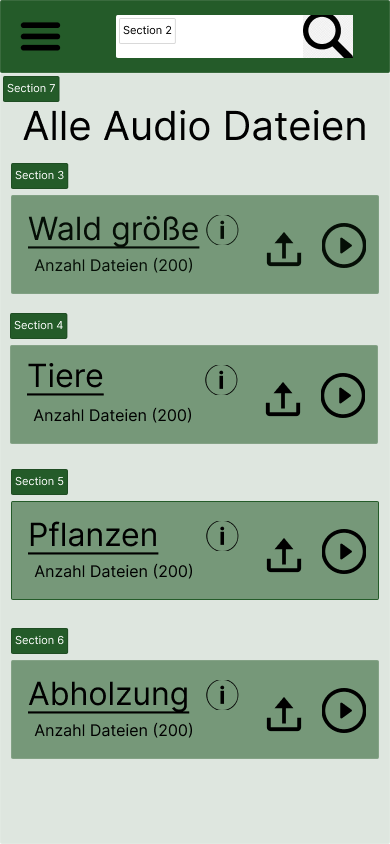 Section 2
Section 7
Alle Audio Dateien
Section 3
Wald größe i
Anzahl Dateien (200)
Section 4
Tiere i
Anzahl Dateien (200)
Section 5
Pflanzen i
Anzahl Dateien (200)
Section 6
Abholzung i
Anzahl Dateien (200)